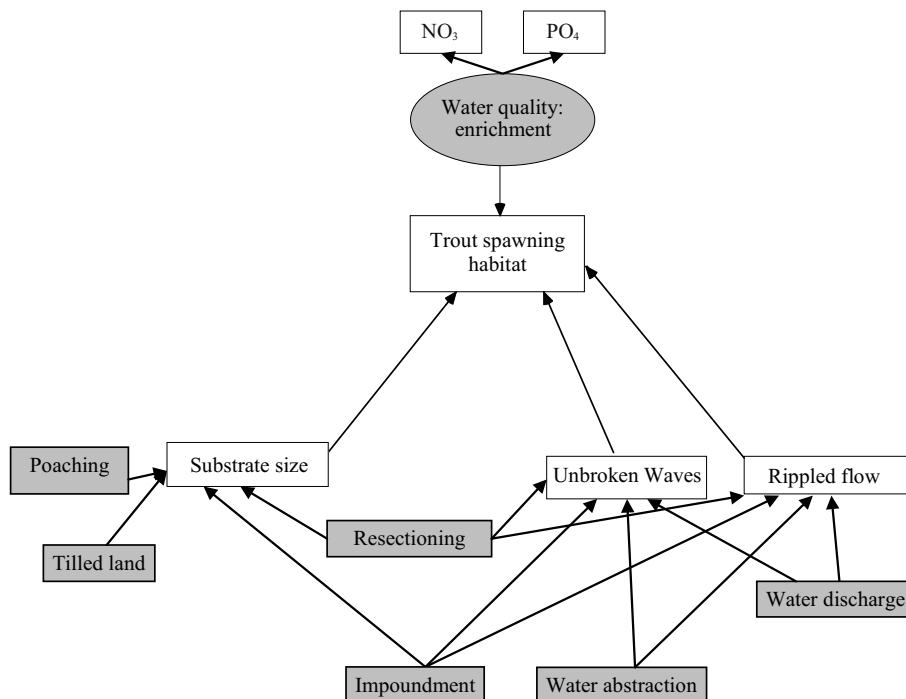 NO₃
PO₄
Water quality:
enrichment
Trout spawning
habitat
Poaching
Substrate size
Unbroken Waves
Rippled flow
Resectioning
Tilled land
Water discharge
Impoundment
Water abstraction